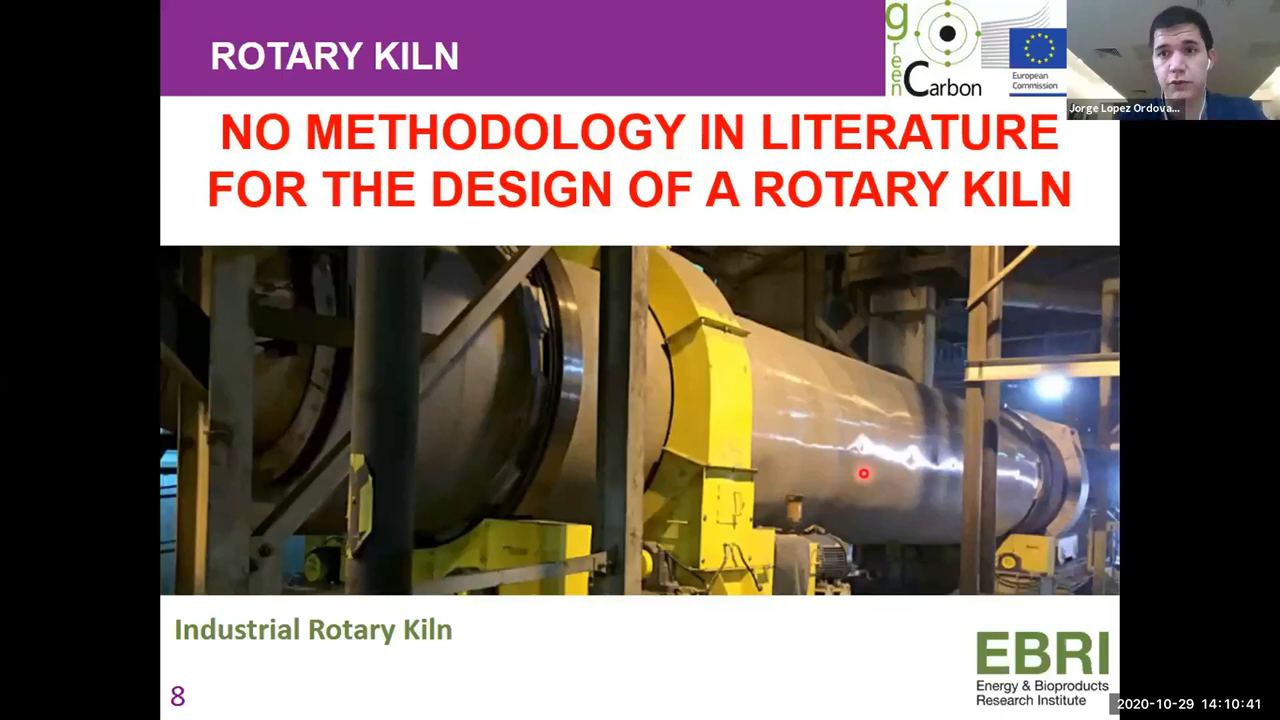 ROTARY KILN
green
Carbon
European
Commission
Jorge Lopez Ordova...
NO METHODOLOGY IN LITERATURE
FOR THE DESIGN OF A ROTARY KILN
Industrial Rotary Kiln
EBRI
Energy & Bioproducts
Research Institute
8
2020-10-29 14:10:41